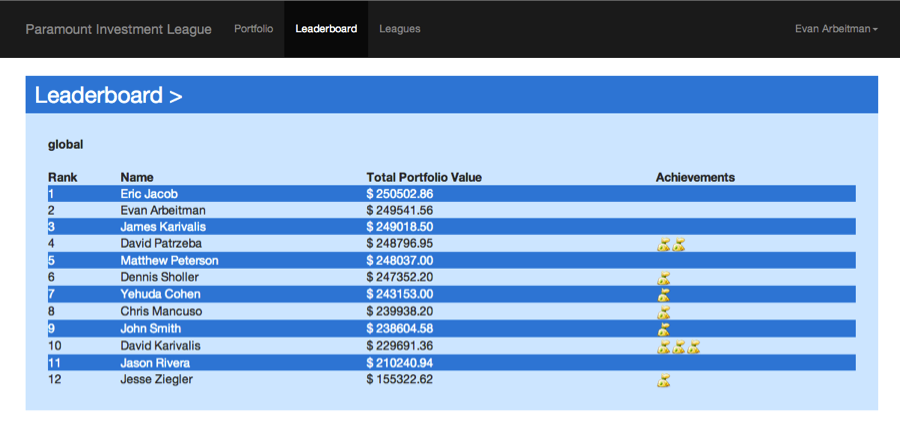 Paramount Investment League Portfolio Leaderboard Leagues Evan Arbeitman
Leaderboard >
global
Rank Name Total Portfolio Value Achievements
1 Eric Jacob $ 250502.86
2 Evan Arbeitman $ 249541.56
3 James Karivalis $ 249018.50
4 David Patrzeba $ 248796.95
5 Matthew Peterson $ 248037.00
6 Dennis Sholler $ 247352.20
7 Yehuda Cohen $ 243153.00
8 Chris Mancuso $ 239938.20
9 John Smith $ 238604.58
10 David Karivalis $ 229691.36
11 Jason Rivera $ 210240.94
12 Jesse Ziegler $ 155322.62